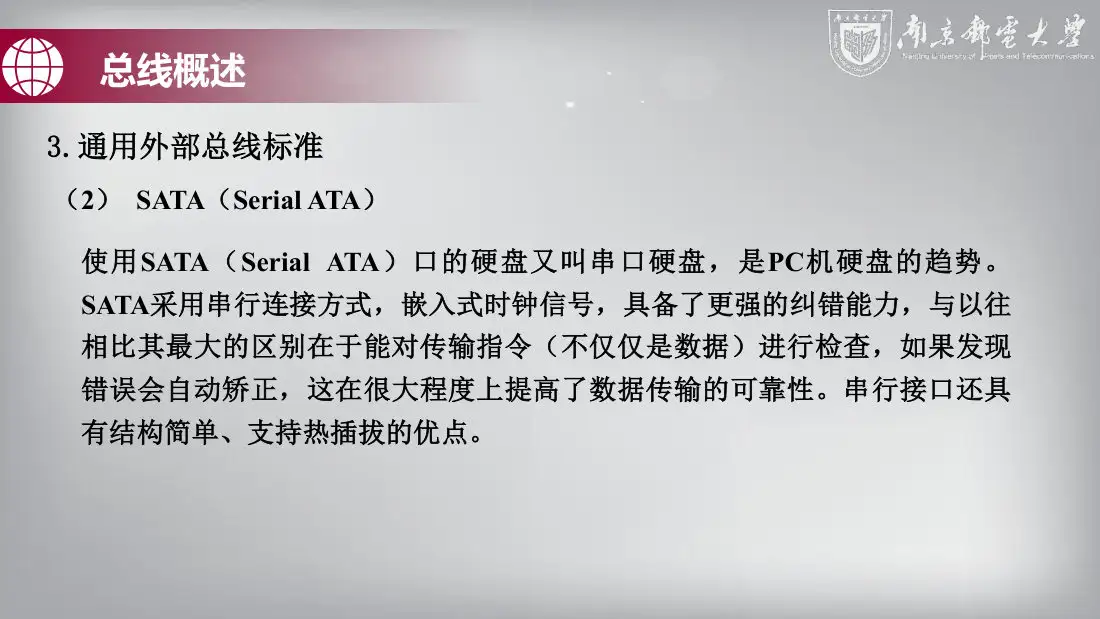 南京邮电大学
Nanjing University of Posts and Telecommunications
总线概述
3.通用外部总线标准
（2） SATA（Serial ATA）
使用SATA（Serial ATA）口的硬盘又叫串口硬盘，是PC机硬盘的趋势。
SATA采用串行连接方式，嵌入式时钟信号，具备了更强的纠错能力，与以往
相比其最大的区别在于能对传输指令（不仅仅是数据）进行检查，如果发现
错误会自动矫正，这在很大程度上提高了数据传输的可靠性。串行接口还具
有结构简单、支持热插拔的优点。